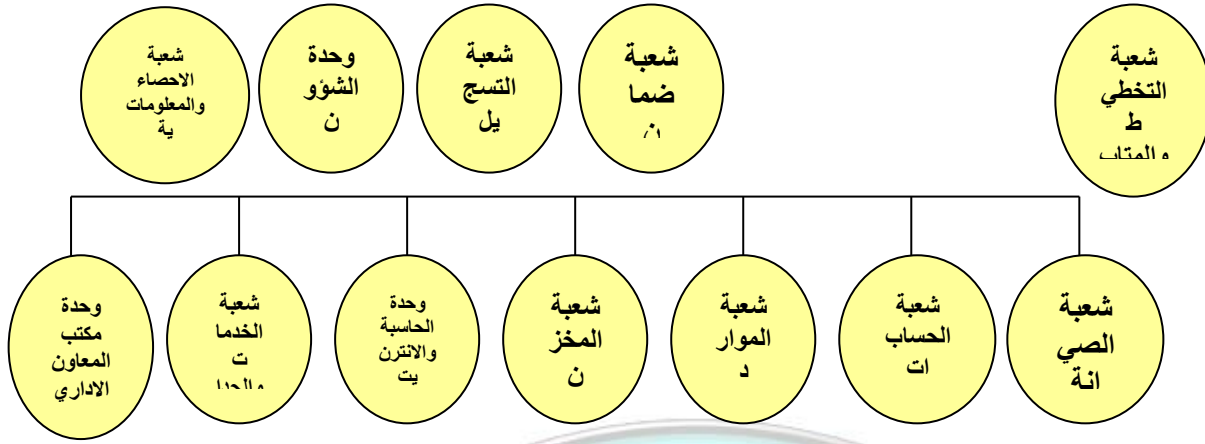 شعبة
التخطي
ط
والمتاب
شعبة
ضما
ن
شعبة
التسج
يل
وحدة
الشؤو
ن
شعبة
الاحصاء
والمعلومات
ية
شعبة
الصي
انة
شعبة
الحساب
ات
شعبة
الموار
د
شعبة
المخز
ن
وحدة
الحاسبة
والانترن
يت
شعبة
الخدما
ت
وحدة
مكتب
المعاون
الاداري